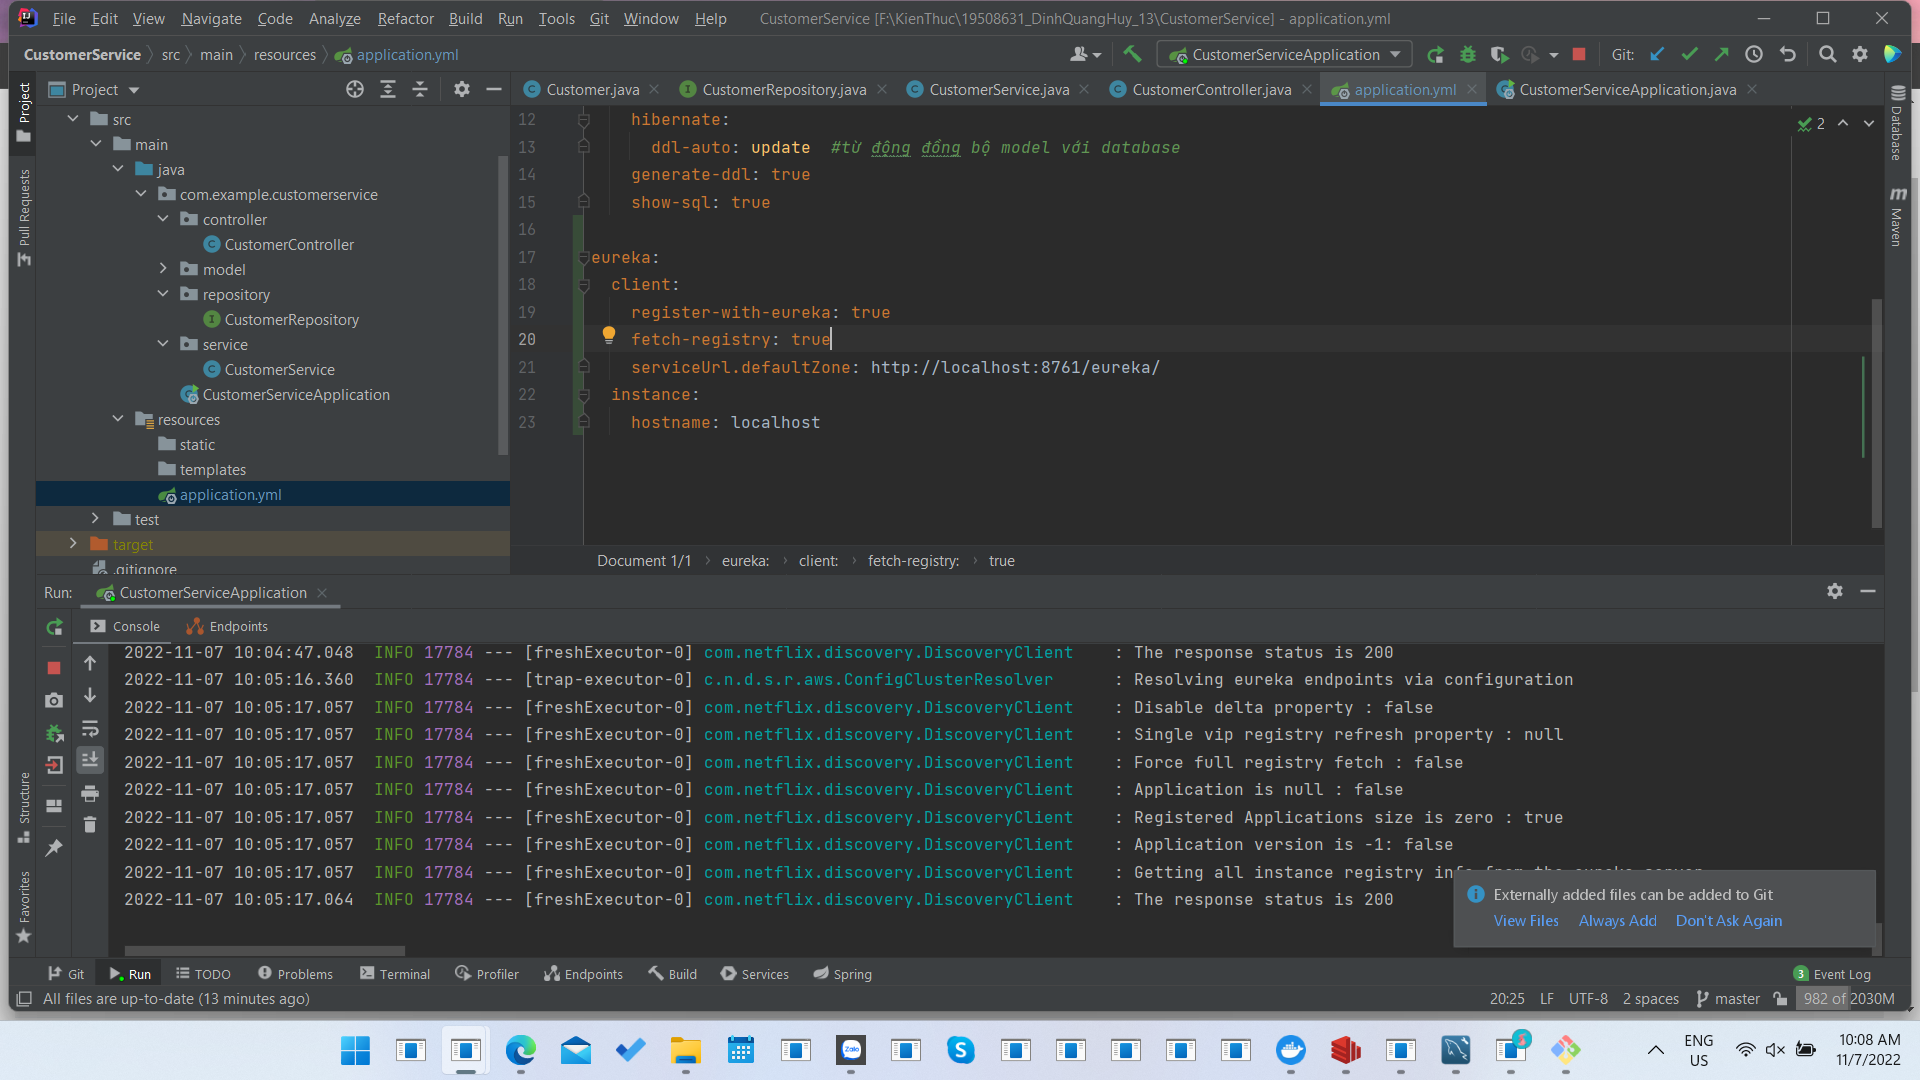 File Edit View Navigate Code Analyze Refactor Build Run Tools Git Window Help CustomerService [F:\KienThuc\19508631_DinhQuangHuy_13\CustomerService] - application.yml
CustomerService src main resources application.yml CustomerServiceApplication Git:
Project
Customer.java CustomerRepository.java CustomerService.java CustomerController.java application.yml CustomerServiceApplication.java
src
main
java
com.example.customerservice
controller
CustomerController
model
repository
CustomerRepository
service
CustomerService
CustomerServiceApplication
resources
static
templates
application.yml
test
target
.gitignore
12 hibernate:
13 ddl-auto: update #từ động đồng bộ model với database
14 generate-ddl: true
15 show-sql: true
16
17 eureka:
18 client:
19 register-with-eureka: true
20 fetch-registry: true
21 serviceUrl.defaultZone: http://localhost:8761/eureka/
22 instance:
23 hostname: localhost
2
Document 1/1 eureka: client: fetch-registry: true
Project
Pull Requests
Structure
Favorites
Database
Maven
Run: CustomerServiceApplication
Console Endpoints
2022-11-07 10:04:47.048 INFO 17784 --- [freshExecutor-0] com.netflix.discovery.DiscoveryClient : The response status is 200
2022-11-07 10:05:16.360 INFO 17784 --- [trap-executor-0] c.n.d.s.r.aws.ConfigClusterResolver : Resolving eureka endpoints via configuration
2022-11-07 10:05:17.057 INFO 17784 --- [freshExecutor-0] com.netflix.discovery.DiscoveryClient : Disable delta property : false
2022-11-07 10:05:17.057 INFO 17784 --- [freshExecutor-0] com.netflix.discovery.DiscoveryClient : Single vip registry refresh property : null
2022-11-07 10:05:17.057 INFO 17784 --- [freshExecutor-0] com.netflix.discovery.DiscoveryClient : Force full registry fetch : false
2022-11-07 10:05:17.057 INFO 17784 --- [freshExecutor-0] com.netflix.discovery.DiscoveryClient : Application is null : false
2022-11-07 10:05:17.057 INFO 17784 --- [freshExecutor-0] com.netflix.discovery.DiscoveryClient : Registered Applications size is zero : true
2022-11-07 10:05:17.057 INFO 17784 --- [freshExecutor-0] com.netflix.discovery.DiscoveryClient : Application version is -1: false
2022-11-07 10:05:17.057 INFO 17784 --- [freshExecutor-0] com.netflix.discovery.DiscoveryClient : Getting all instance registry info from the eureka server
2022-11-07 10:05:17.064 INFO 17784 --- [freshExecutor-0] com.netflix.discovery.DiscoveryClient : The response status is 200
Externally added files can be added to Git
View Files Always Add Don't Ask Again
Git Run TODO Problems Terminal Profiler Endpoints Build Services Spring 3 Event Log
All files are up-to-date (13 minutes ago) 20:25 LF UTF-8 2 spaces master 982 of 2030M
Zalo
ENG
US
10:08 AM
11/7/2022